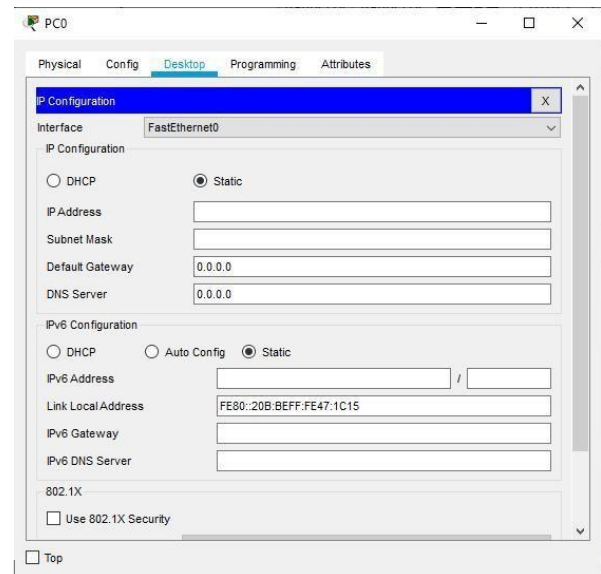 PC0
Physical Config Desktop Programming Attributes
IP Configuration X
Interface FastEthernet0
IP Configuration
DHCP Static
IP Address
Subnet Mask
Default Gateway 0.0.0.0
DNS Server 0.0.0.0
IPv6 Configuration
DHCP Auto Config Static
IPv6 Address /
Link Local Address FE80::20B:BEFF:FE47:1C15
IPv6 Gateway
IPv6 DNS Server
802.1X
Use 802.1X Security
Top